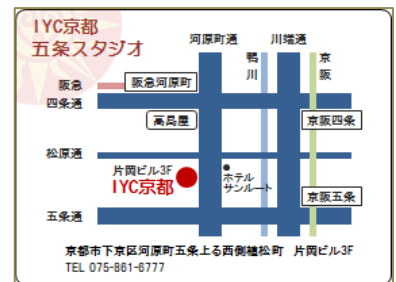 IYC京都
五条スタジオ
河原町通
川端通
鴨川
京阪
阪急
阪急河原町
四条通
高島屋
京阪四条
松原通
片岡ビル3F
IYC京都
ホテル
サンルート
京阪五条
五条通
京都市下京区河原町五条上る西側植松町 片岡ビル3F
TEL 075-861-6777